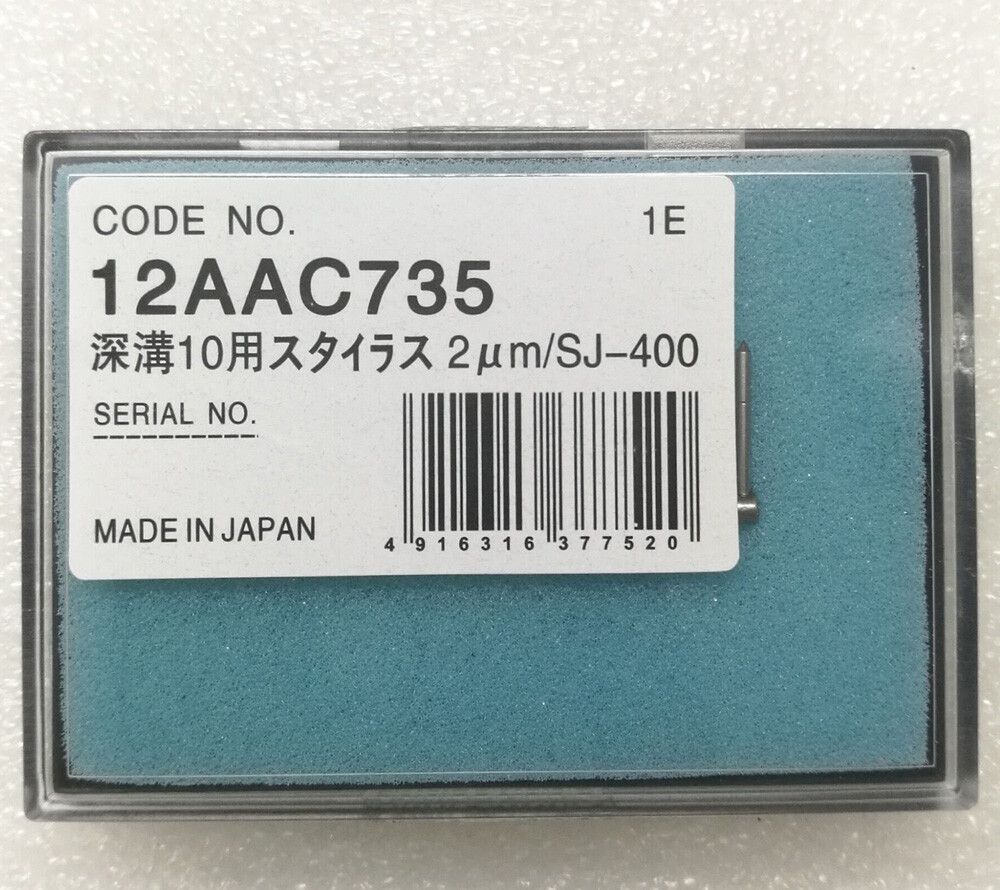 CODE NO. 1E
12AAC735
深溝10用スタイラス 2μm/SJ-400
SERIAL NO.
MADE IN JAPAN
4 916316 377520